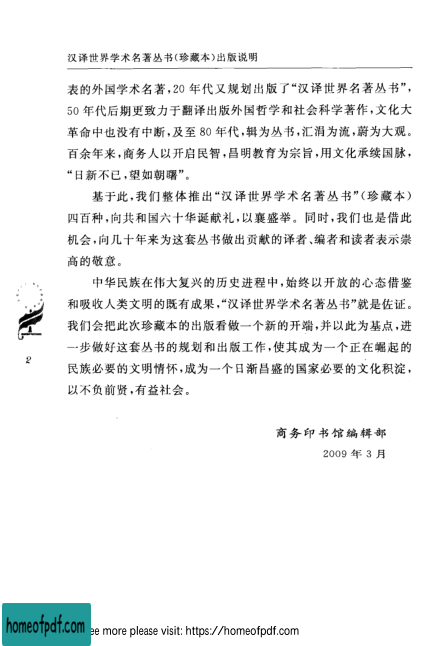 汉译世界学术名著丛书(珍藏本)出版说明
表的外国学术名著,20 年代又规划出版了“汉译世界名著丛书”,
50 年代后期更致力于翻译出版外国哲学和社会科学著作,文化大
革命中也没有中断,及至 80 年代,辑为丛书,汇涓为流,蔚为大观。
百余年来,商务人以开启民智,昌明教育为宗旨,用文化承续国脉,
“日新不已,望如朝曙”。
基于此,我们整体推出“汉译世界学术名著丛书”(珍藏本)
四百种,向共和国六十华诞献礼,以襄盛举。同时,我们也是借此
机会,向几十年来为这套丛书做出贡献的译者、编者和读者表示崇
高的敬意。
中华民族在伟大复兴的历史进程中,始终以开放的心态借鉴
和吸收人类文明的既有成果,“汉译世界学术名著丛书”就是佐证。
我们会把此次珍藏本的出版看做一个新的开端,并以此为基点,进
一步做好这套丛书的规划和出版工作,使其成为一个正在崛起的
民族必要的文明情怀,成为一个日渐昌盛的国家必要的文化积淀,
以不负前贤,有益社会。
2
商务印书馆编辑部
2009 年 3 月
homeofpdf.com
ee more please visit: https://homeofpdf.com